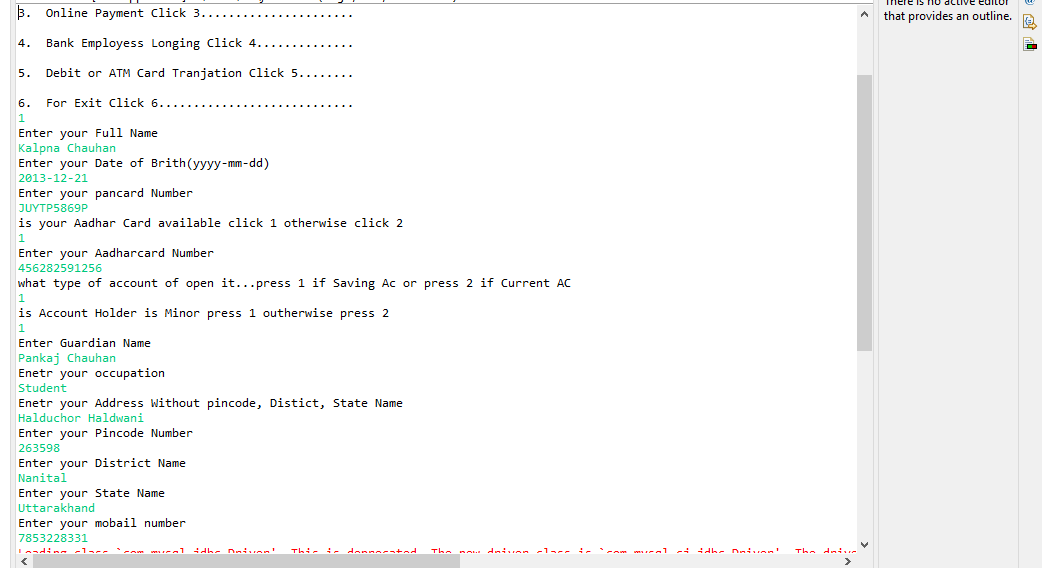 3.  Online Payment Click 3......................
4.  Bank Employess Longing Click 4..............
5.  Debit or ATM Card Tranjation Click 5........
6.  For Exit Click 6............................
1
Enter your Full Name
Kalpna Chauhan
Enter your Date of Brith(yyyy-mm-dd)
2013-12-21
Enter your pancard Number
JUYTP5869P
is your Aadhar Card available click 1 otherwise click 2
1
Enter your Aadharcard Number
456282591256
what type of account of open it...press 1 if Saving Ac or press 2 if Current AC
1
is Account Holder is Minor press 1 outherwise press 2
1
Enter Guardian Name
Pankaj Chauhan
Enetr your occupation
Student
Enetr your Address Without pincode, Distict, State Name
Halduchor Haldwani
Enter your Pincode Number
263598
Enter your District Name
Nanital
Enter your State Name
Uttarakhand
Enter your mobail number
7853228331
Loading class `com.mysql.jdbc.Driver'. This is deprecated. The new driver class is `com.mysql.cj.jdbc.Driver'. The drive
There is no active editor
that provides an outline.